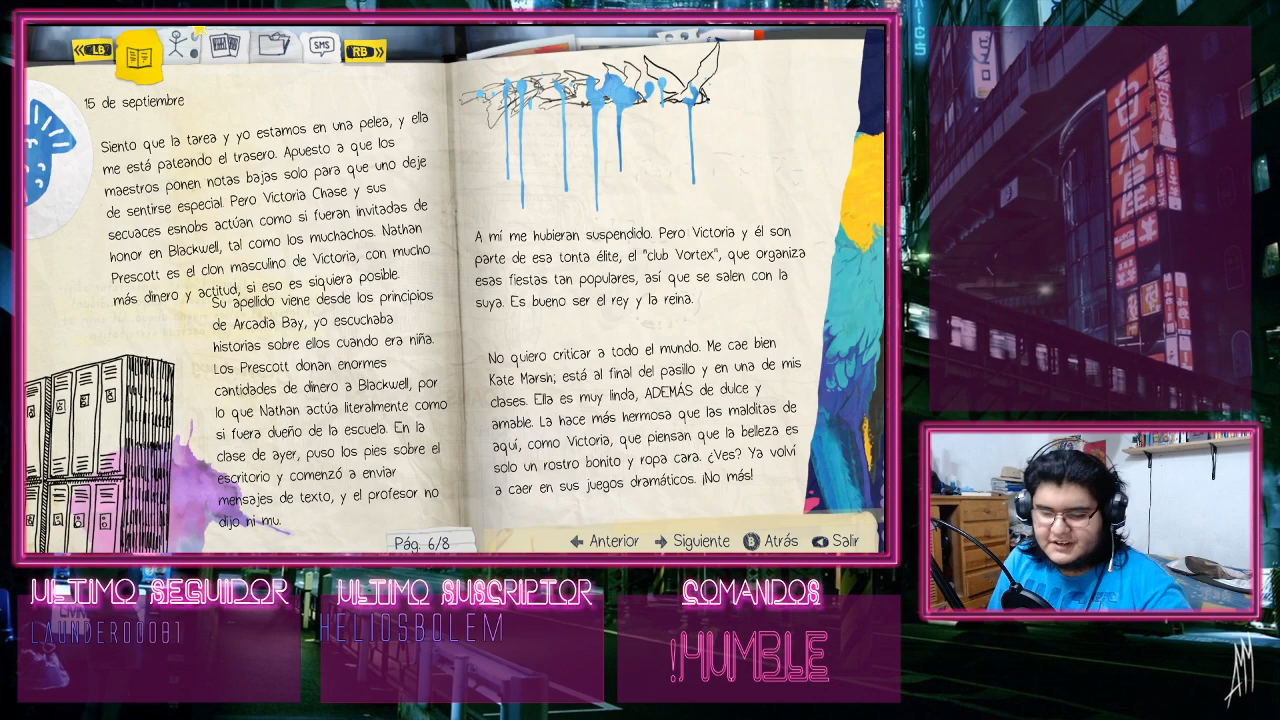 LB
SMS
RB
15 de septiembre
Siento que la tarea y yo estamos en una pelea, y ella
me está pateando el trasero. Apuesto a que los
maestros ponen notas bajas solo para que uno deje
de sentirse especial. Pero Victoria Chase y sus
secuaces esnobs actúan como si fueran invitadas de
honor en Blackwell, tal como los muchachos. Nathan
Prescott es el clon masculino de Victoria, con mucho
más dinero y actitud, si eso es siquiera posible.
Su apellido viene desde los principios
de Arcadia Bay, yo escuchaba
historias sobre ellos cuando era niña.
Los Prescott donan enormes
cantidades de dinero a Blackwell, por
lo que Nathan actúa literalmente como
si fuera dueño de la escuela. En la
clase de ayer, puso los pies sobre el
escritorio y comenzó a enviar
mensajes de texto, y el profesor no
dijo ni mu.
A mí me hubieran suspendido. Pero Victoria y él son
parte de esa tonta élite, el "club Vortex", que organiza
esas fiestas tan populares, así que se salen con la
suya. Es bueno ser el rey y la reina.
No quiero criticar a todo el mundo. Me cae bien
Kate Marsh; está al final del pasillo y en una de mis
clases. Ella es muy linda, ADEMÁS de dulce y
amable. La hace más hermosa que las malditas de
aquí, como Victoria, que piensan que la belleza es
solo un rostro bonito y ropa cara. ¿Ves? Ya volví
a caer en sus juegos dramáticos. ¡No más!
Pág. 6/8
Anterior
Siguiente
B Atrás
Salir
ULTIMO SEGUIDOR
LAUNDER00081
ULTIMO SUSCRIPTOR
HELIOSBOLEM
COMANDOS
!HUMBLE